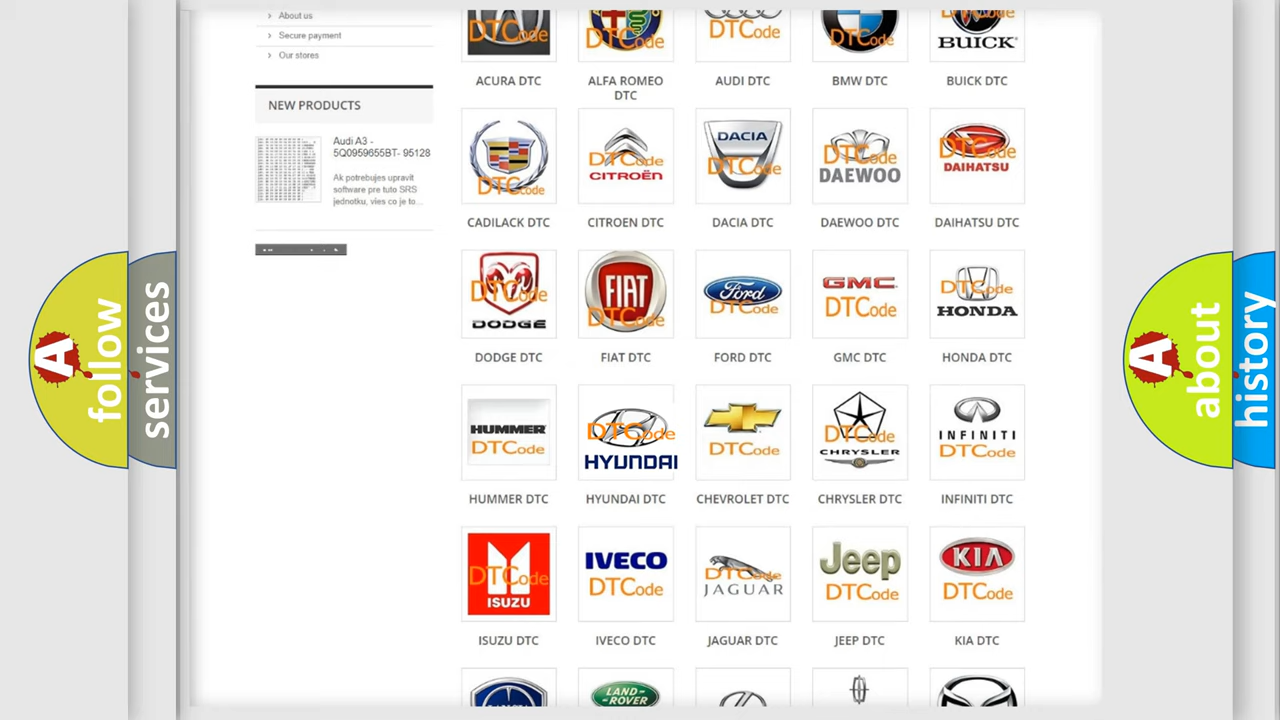 About us
Secure payment
Our stores
NEW PRODUCTS
Audi A3 -
5Q0959655BT- 95128
Ak potrebujes upravit
software pre tuto SRS
jednotku, vies co je to...
A
follow
services
DTCode
DTCode
DTCode
DTCode
BUICK
ACURA DTC
ALFA ROMEO
DTC
AUDI DTC
BMW DTC
BUICK DTC
DTCode
DTCode
CITROËN
DACIA
DTCode
DTCode
DAEWOO
DTCode
DAIHATSU
CADILACK DTC
CITROEN DTC
DACIA DTC
DAEWOO DTC
DAIHATSU DTC
DTCode
DODGE
FIAT
DTCode
Ford
DTCode
GMC
DTCode
DTCode
HONDA
DODGE DTC
FIAT DTC
FORD DTC
GMC DTC
HONDA DTC
HUMMER
DTCode
DTCode
HYUNDAI
DTCode
DTCode
CHRYSLER
INFINITI
DTCode
HUMMER DTC
HYUNDAI DTC
CHEVROLET DTC
CHRYSLER DTC
INFINITI DTC
DTCode
ISUZU
IVECO
DTCode
DTCode
JAGUAR
Jeep
DTCode
KIA
DTCode
ISUZU DTC
IVECO DTC
JAGUAR DTC
JEEP DTC
KIA DTC
LAND-
ROVER
A
about
history